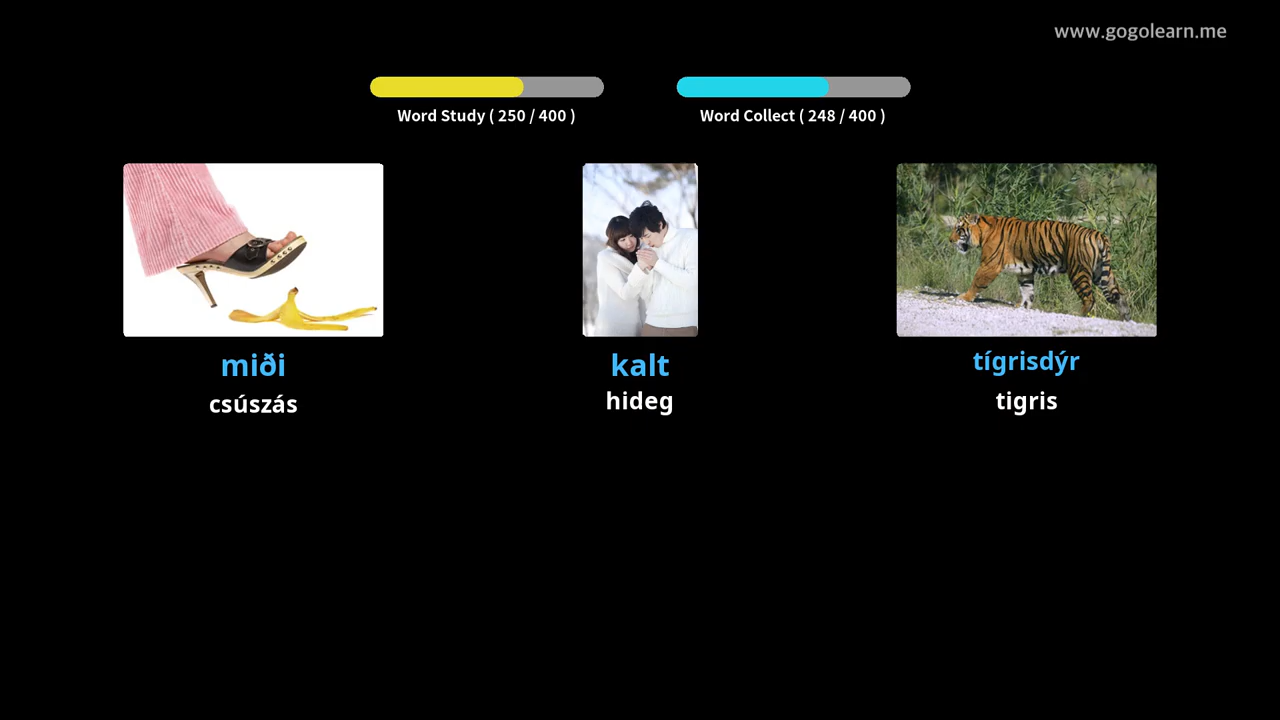 www.gogolearn.me
Word Study ( 250 / 400 )
Word Collect ( 248 / 400 )
miði
csúszás
kalt
hideg
tígrisdýr
tigris